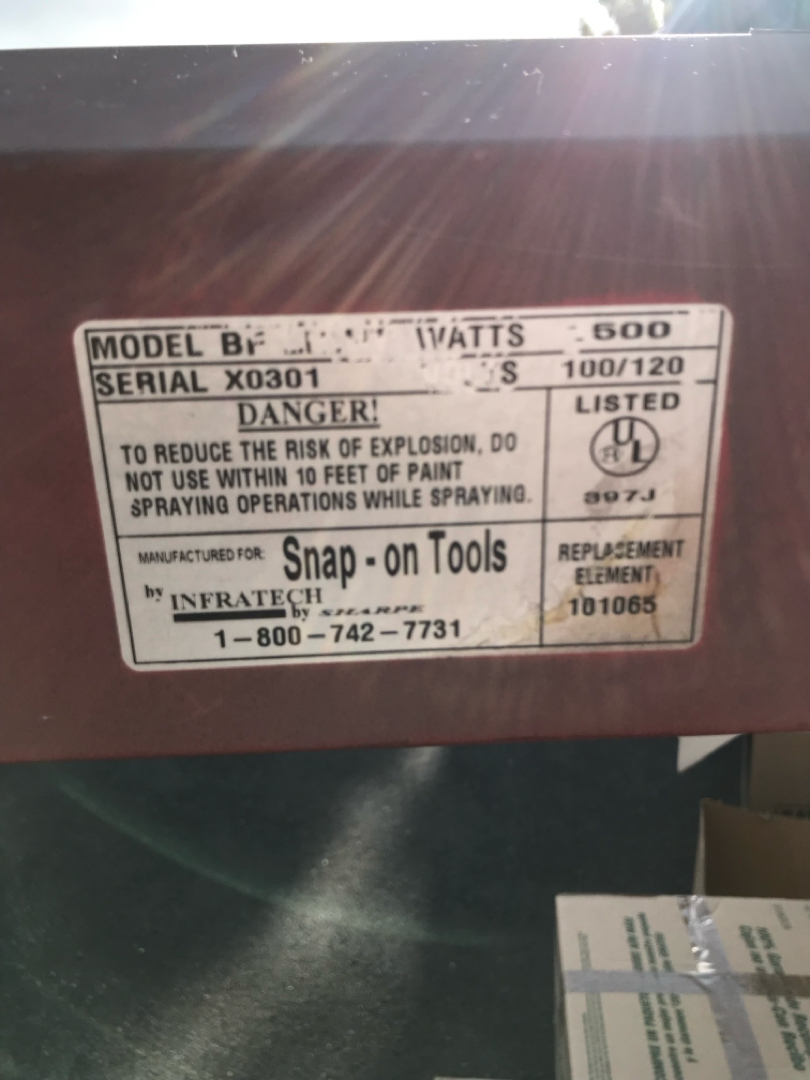 MODEL WATTS 500
SERIAL X0301 100/120
DANGER!
TO REDUCE THE RISK OF EXPLOSION, DO
NOT USE WITHIN 10 FEET OF PAINT
SPRAYING OPERATIONS WHILE SPRAYING.
LISTED
UL
397J
MANUFACTURED FOR: Snap-on Tools
by INFRATECH
by SHARPE
1-800-742-7731
REPLACEMENT
ELEMENT
101065